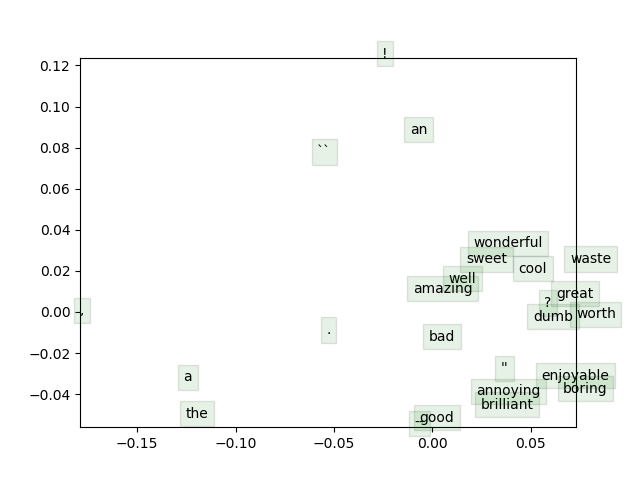 !
0.12
0.10
an
0.08
``
0.06
0.04
wonderful
sweet
waste
cool
0.02
well
amazing
great
?
0.00
,
worth
dumb
.
bad
−0.02
"
a
enjoyable
boring
annoying
−0.04
brilliant
the
good
--
−0.15
−0.10
−0.05
0.00
0.05